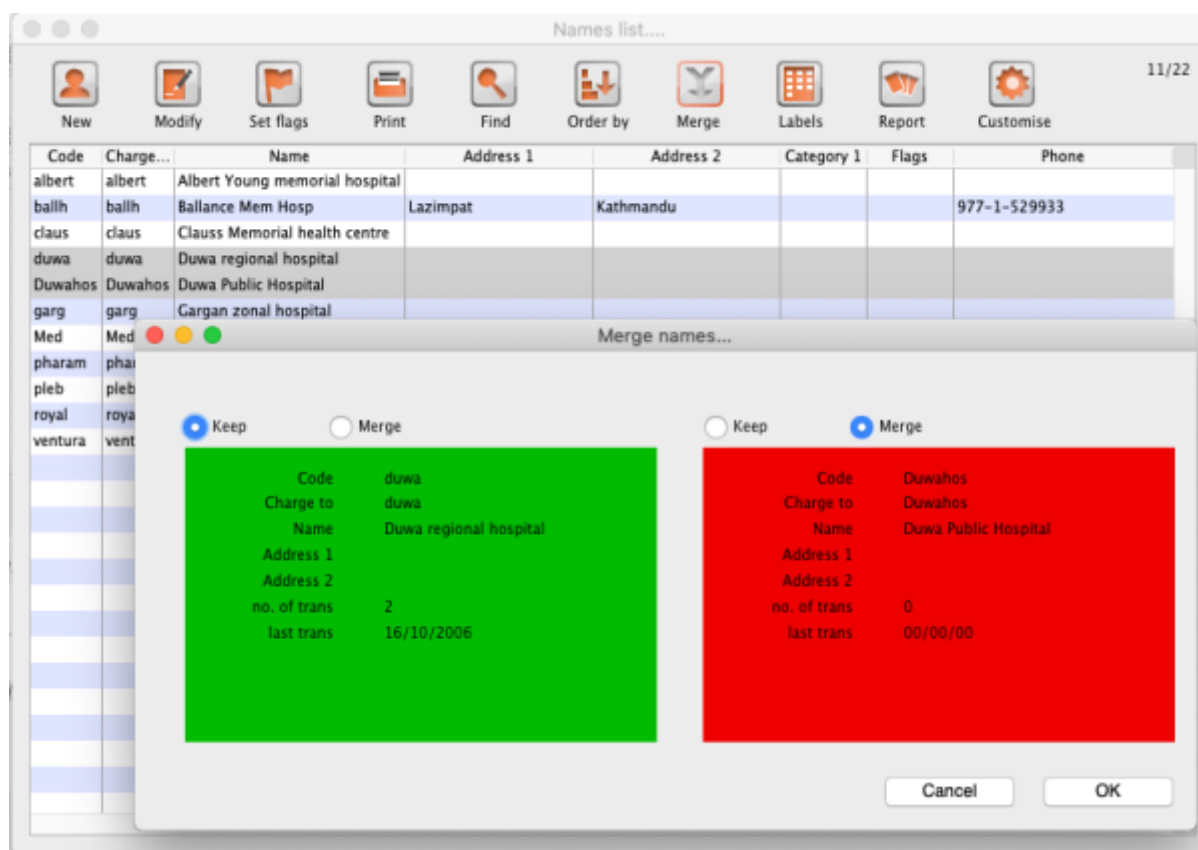 Names list....
11/22
New Modify Set flags Print Find Order by Merge Labels Report Customise
Code Charge... Name Address 1 Address 2 Category 1 Flags Phone
albert albert Albert Young memorial hospital
ballh ballh Ballance Mem Hosp Lazimpat Kathmandu 977-1-529933
claus claus Clauss Memorial health centre
duwa duwa Duwa regional hospital
Duwahos Duwahos Duwa Public Hospital
garg garg Gargan zonal hospital
Med Med
pharam phar
pleb pleb
royal roya
ventura vent
Merge names...
Keep Merge
Code duwa
Charge to duwa
Name Duwa regional hospital
Address 1
Address 2
no. of trans 2
last trans 16/10/2006
Keep Merge
Code Duwahos
Charge to Duwahos
Name Duwa Public Hospital
Address 1
Address 2
no. of trans 0
last trans 00/00/00
Cancel OK